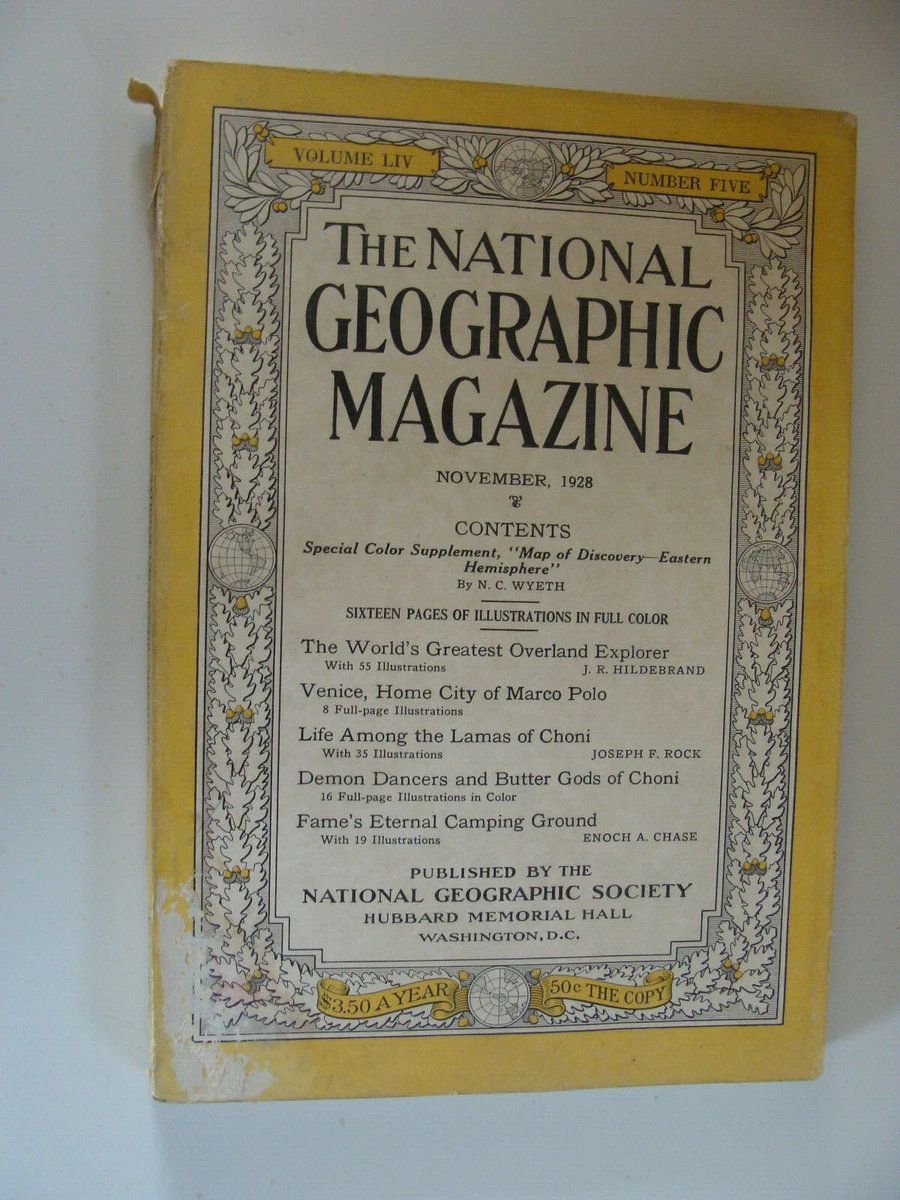 VOLUME LIV
NUMBER FIVE
THE NATIONAL
GEOGRAPHIC
MAGAZINE
NOVEMBER, 1928
CONTENTS
Special Color Supplement, "Map of Discovery—Eastern
Hemisphere"
By N. C. WYETH
SIXTEEN PAGES OF ILLUSTRATIONS IN FULL COLOR
The World's Greatest Overland Explorer
With 55 Illustrations J. R. HILDEBRAND
Venice, Home City of Marco Polo
8 Full-page Illustrations
Life Among the Lamas of Choni
With 35 Illustrations JOSEPH F. ROCK
Demon Dancers and Butter Gods of Choni
16 Full-page Illustrations in Color
Fame's Eternal Camping Ground
With 19 Illustrations ENOCH A. CHASE
PUBLISHED BY THE
NATIONAL GEOGRAPHIC SOCIETY
HUBBARD MEMORIAL HALL
WASHINGTON, D.C.
$3.50 A YEAR
50c THE COPY